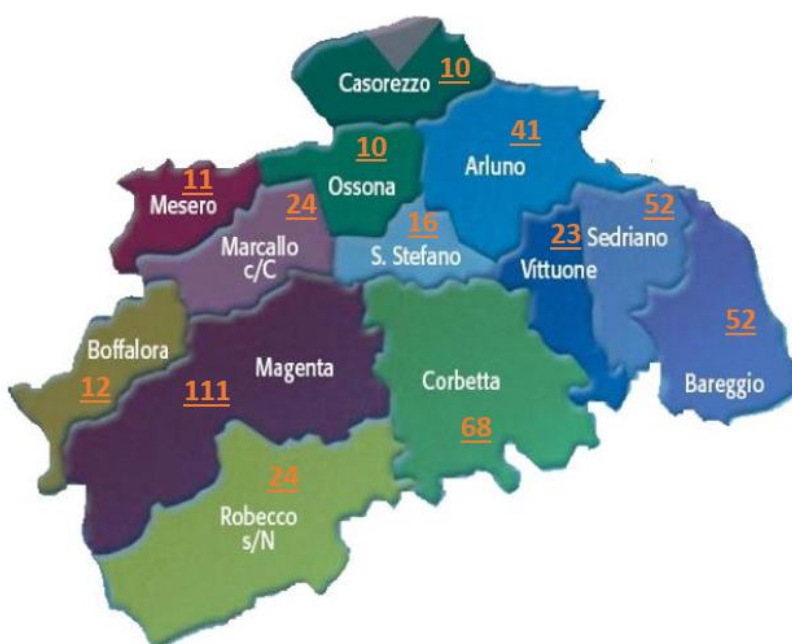 10
Casorezzo
10
Ossona
41
Arluno
11
Mesero
24
Marcallo
c/C
16
S. Stefano
23
Vittuone
52
Sedriano
52
Bareggio
Boffalora
12
Magenta
111
Corbetta
68
24
Robecco
s/N